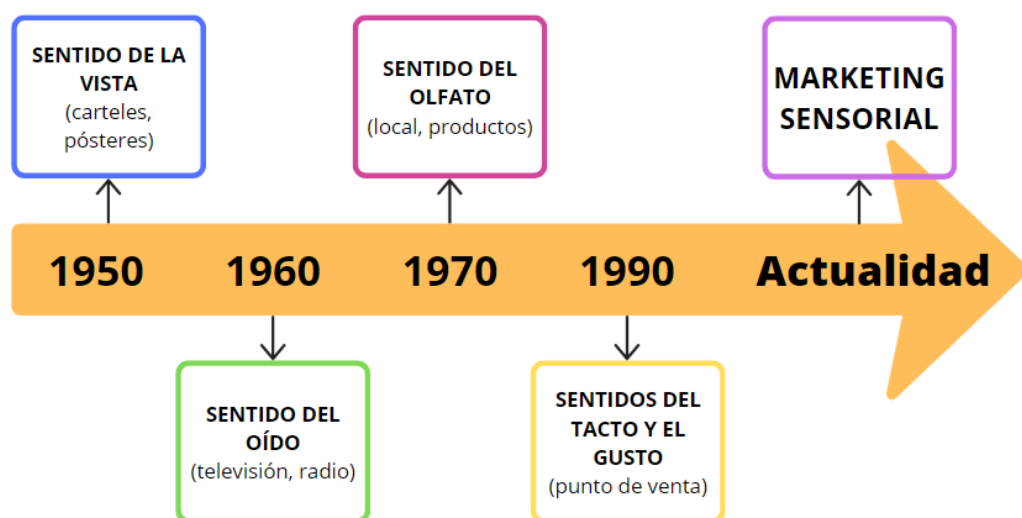 SENTIDO DE LA
VISTA
(carteles,
pósteres)
SENTIDO DEL
OLFATO
(local, productos)
MARKETING
SENSORIAL
1950
1960
1970
1990
Actualidad
SENTIDO DEL
OÍDO
(televisión, radio)
SENTIDOS DEL
TACTO Y EL
GUSTO
(punto de venta)